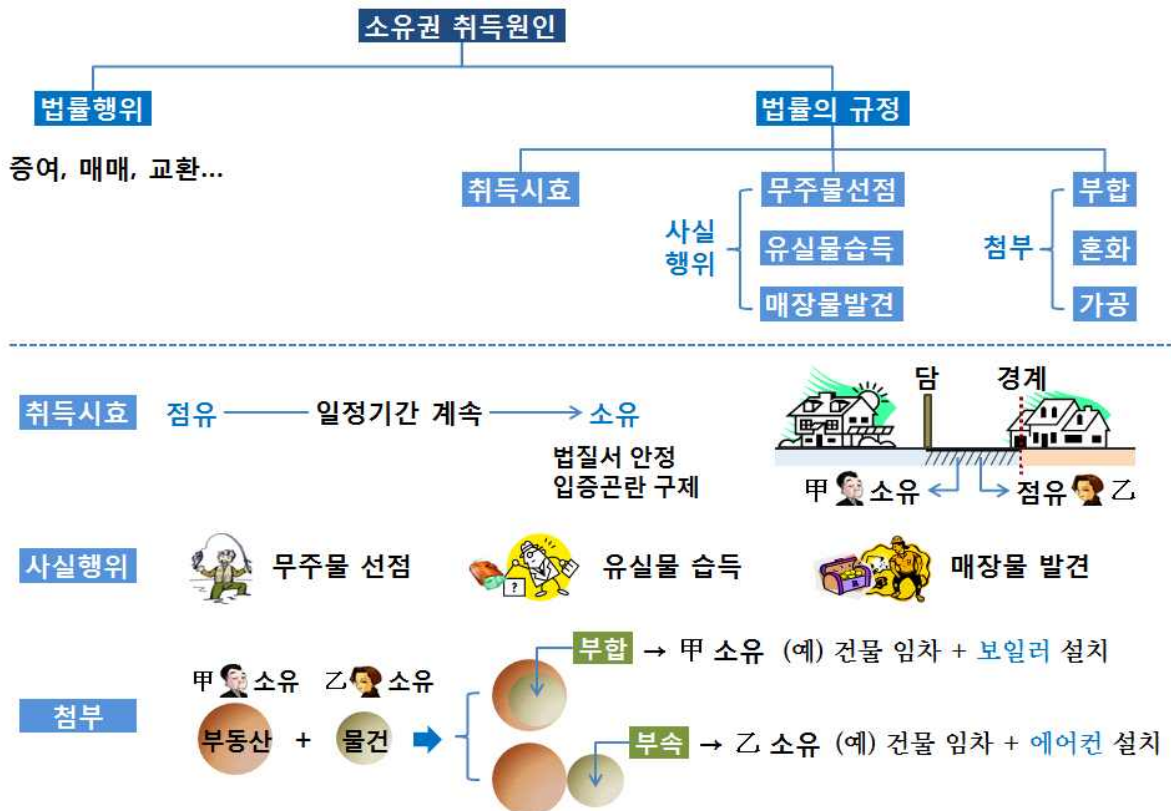 소유권 취득원인
법률행위
법률의 규정
증여, 매매, 교환...
취득시효
무주물선점
부합
사실
행위
유실물습득
첨부
혼화
매장물발견
가공
담
경계
취득시효
점유
일정기간 계속
소유
법질서 안정
입증곤란 구제
甲 소유
점유 乙
사실행위
무주물 선점
?
유실물 습득
매장물 발견
부합 → 甲 소유 (예) 건물 임차 + 보일러 설치
甲 소유
乙 소유
첨부
부동산 + 물건
부속 → 乙 소유 (예) 건물 임차 + 에어컨 설치